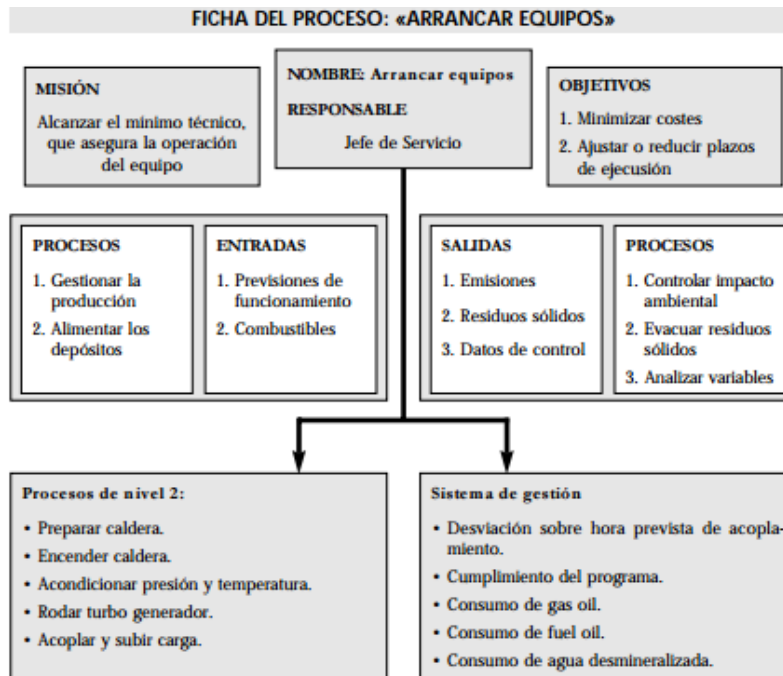 FICHA DEL PROCESO: «ARRANCAR EQUIPOS»
MISIÓN
Alcanzar el mínimo técnico,
que asegura la operación
del equipo
NOMBRE: Arrancar equipos
RESPONSABLE
Jefe de Servicio
OBJETIVOS
1. Minimizar costes
2. Ajustar o reducir plazos
de ejecución
PROCESOS
1. Gestionar la
producción
2. Alimentar los
depósitos
ENTRADAS
1. Previsiones de
funcionamiento
2. Combustibles
SALIDAS
1. Emisiones
2. Residuos sólidos
3. Datos de control
PROCESOS
1. Controlar impacto
ambiental
2. Evacuar residuos
sólidos
3. Analizar variables
Procesos de nivel 2:
• Preparar caldera.
• Encender caldera.
• Acondicionar presión y temperatura.
• Rodar turbo generador.
• Acoplar y subir carga.
Sistema de gestión
• Desviación sobre hora prevista de acopla-
miento.
• Cumplimiento del programa.
• Consumo de gas oil.
• Consumo de fuel oil.
• Consumo de agua desmineralizada.